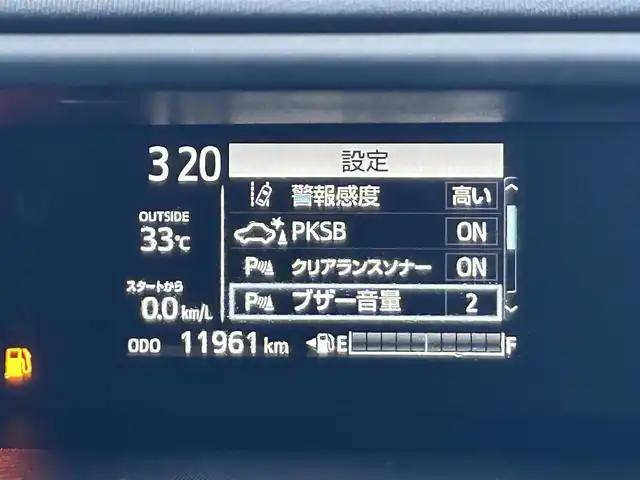 3:20
設定
警報感度 高い
OUTSIDE
33℃
PKSB ON
P クリアランスソナー ON
スタートから
0.0 km/L
P ブザー音量 2
ODO 11961 km
E F